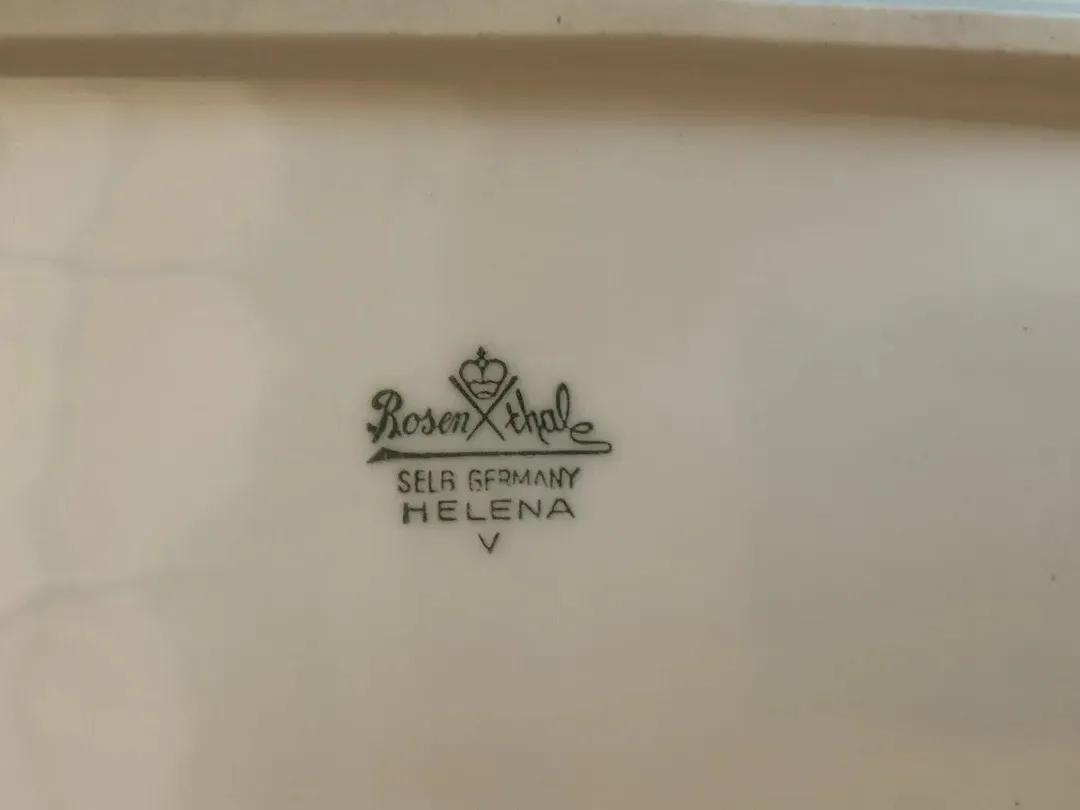 Rosenthal
SELB GERMANY
HELENA
V